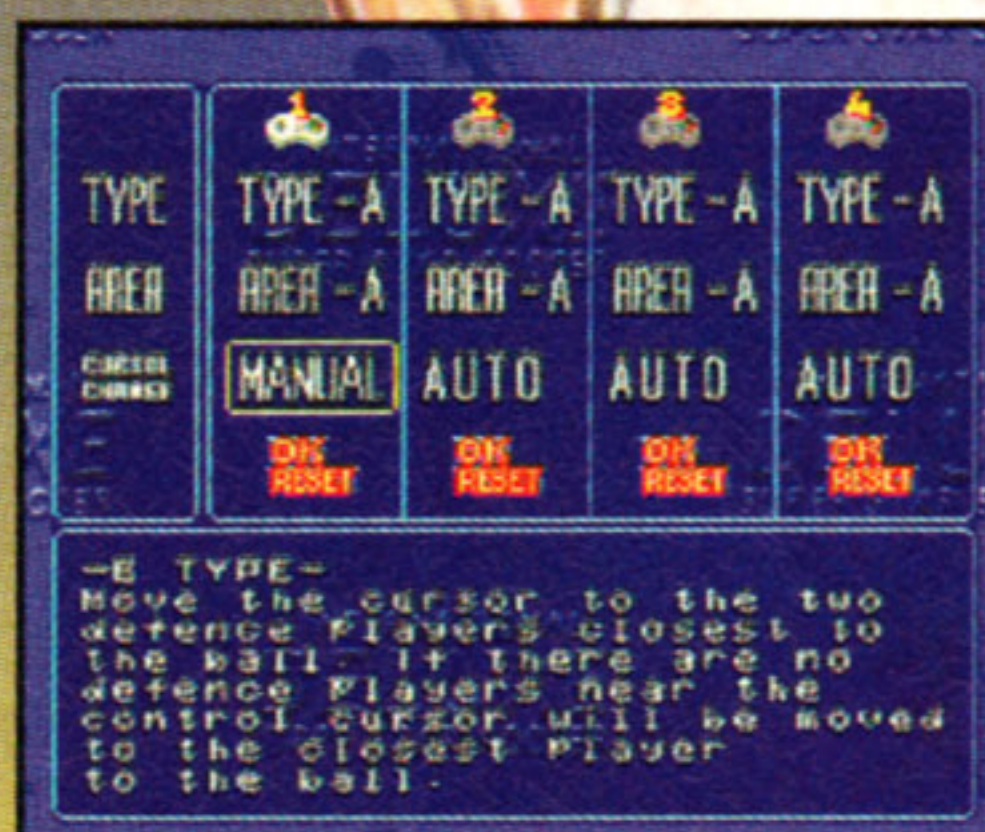 1 2 3 4
TYPE TYPE-A TYPE-A TYPE-A TYPE-A
AREA AREA-A AREA-A AREA-A AREA-A
CURSOL CHANGE MANUAL AUTO AUTO AUTO
OK OK OK OK
RESET RESET RESET RESET
-B TYPE-
Move the cursor to the two
defence Players closest to
the ball. If there are no
defence Players near the
control cursor will be moved
to the closest Player
to the ball.